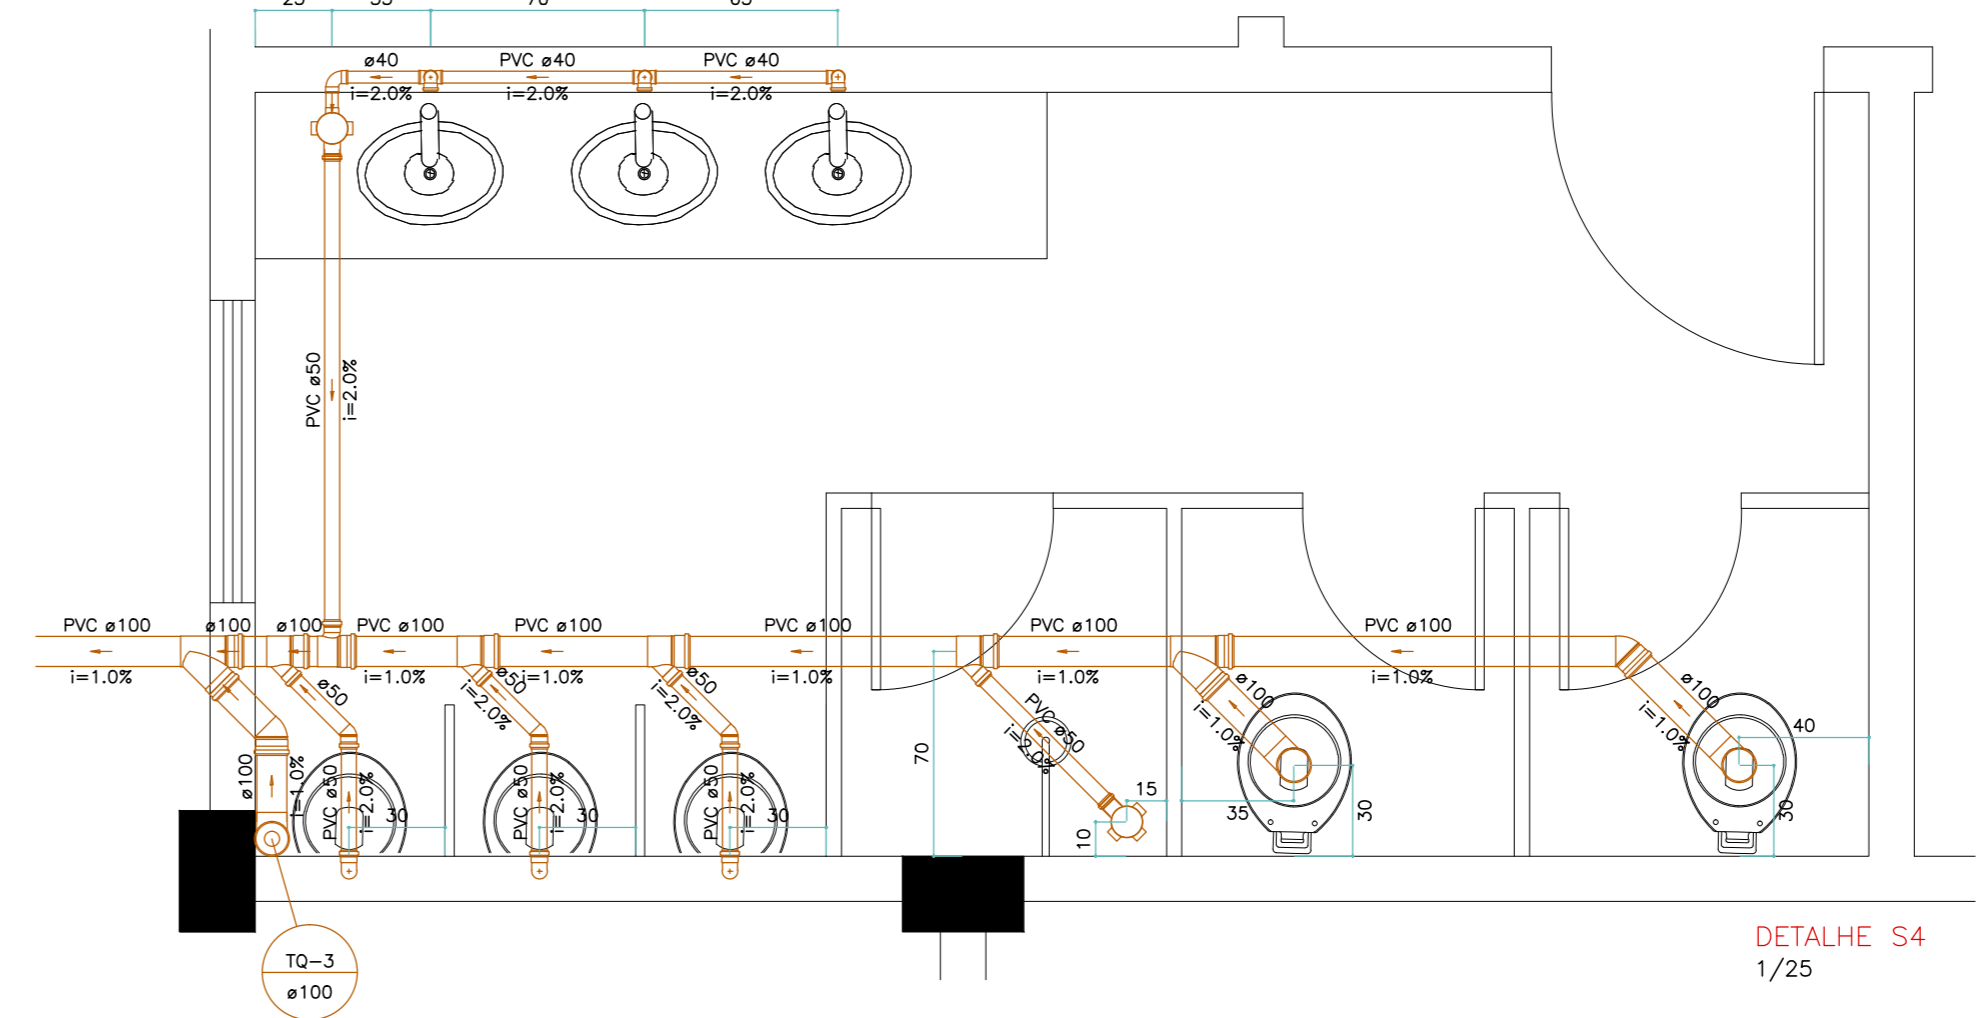 25 35 70 65
ø40 PVC ø40 PVC ø40
i=2.0% i=2.0% i=2.0%
PVC ø50
i=2.0%
PVC ø100 ø100 ø100 PVC ø100 PVC ø100 PVC ø100 PVC ø100 PVC ø100
i=1.0% i=1.0% i=1.0% i=1.0% i=1.0% i=1.0%
ø50
ø50
i=2.0%
ø50
i=2.0%
PVC ø50
i=2.0%
ø100
i=1.0%
ø100
i=1.0%
ø100
i=1.0%
PVC ø50
i=2.0%
30
PVC ø50
i=2.0%
30
PVC ø50
i=2.0%
30
70
15
10
35
30
40
30
TQ-3
ø100
DETALHE S4
1/25